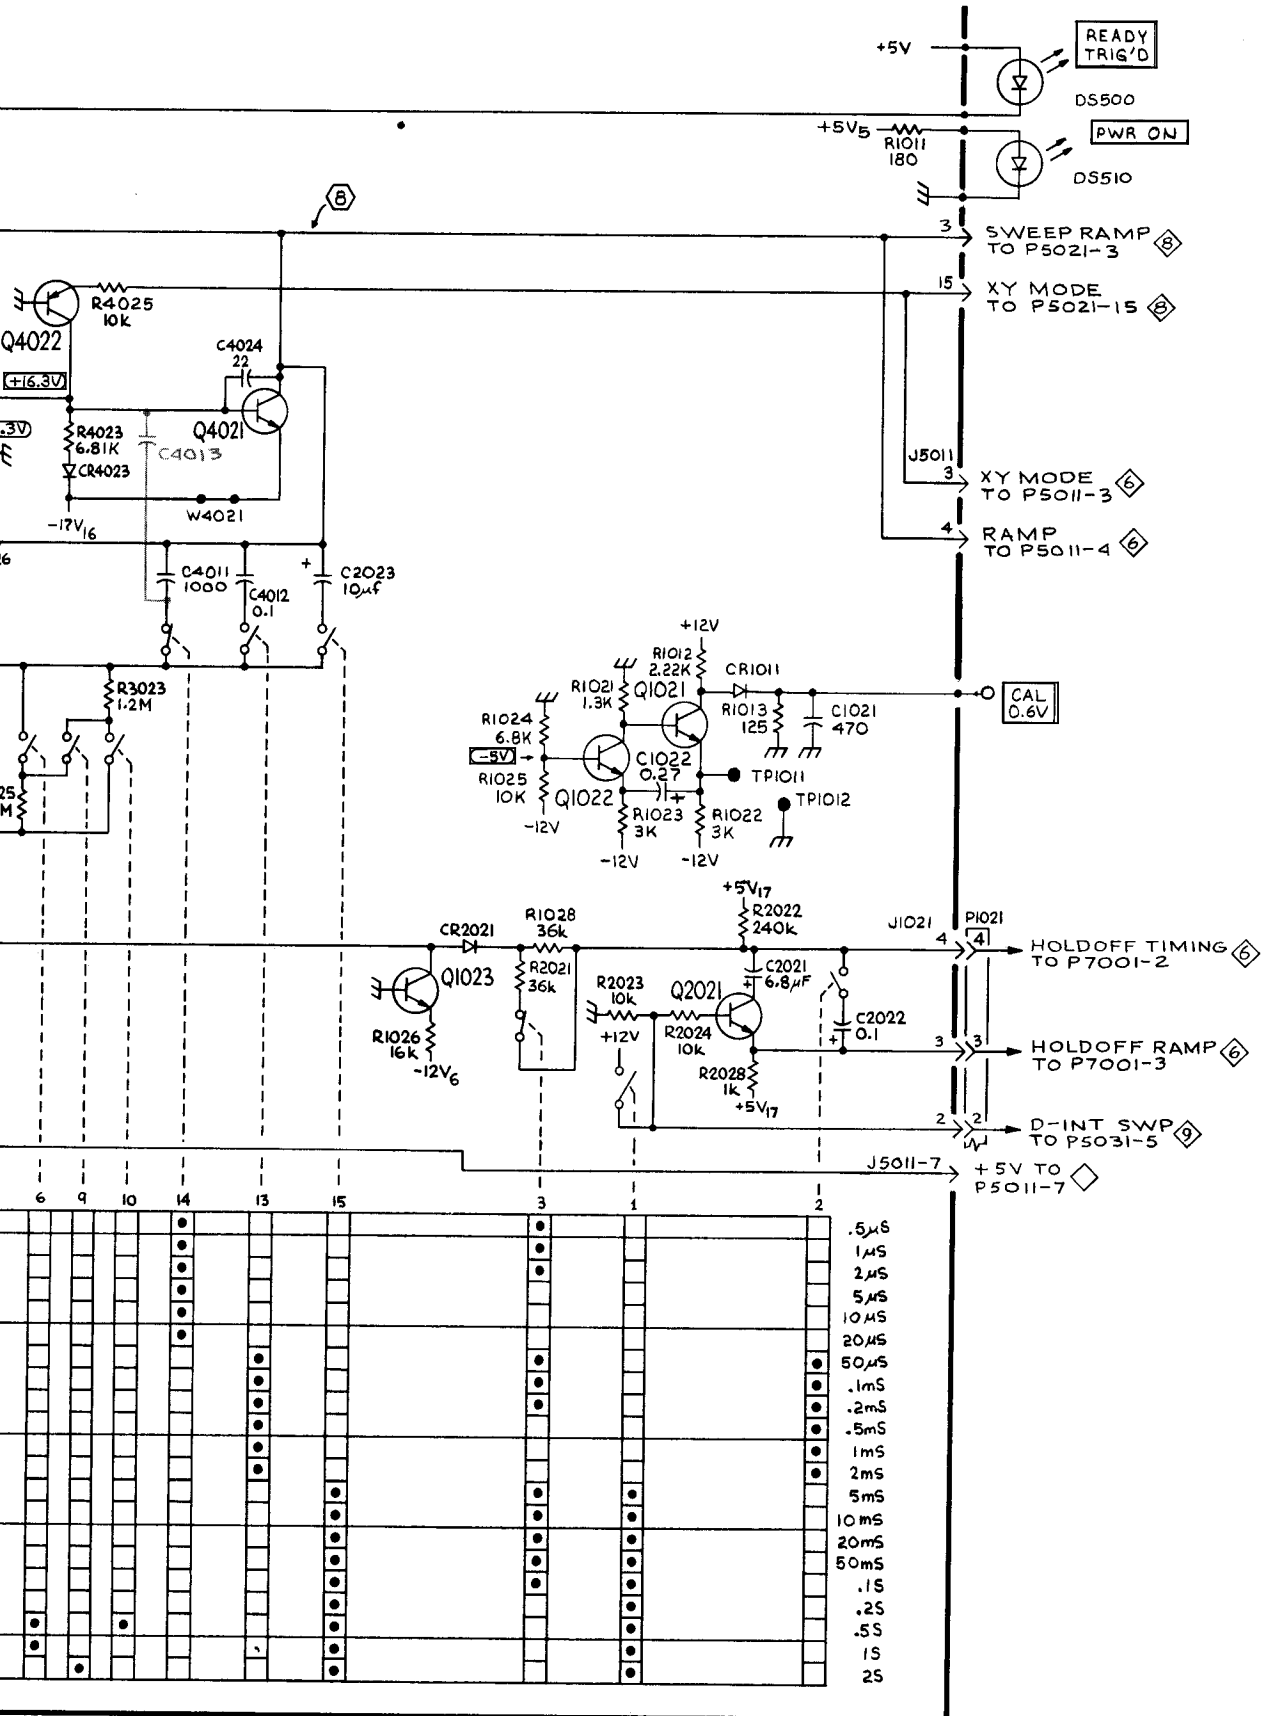 READY
TRIG'D
+5V
DS500
+5V5
R1011
180
PWR ON
DS510
8
3
SWEEP RAMP
TO P5021-3
8
15
XY MODE
TO P5021-15
8
R4025
10K
Q4022
+16.3V
C4024
22
.3V
R4023
6.81K
Q4021
C4013
CR4023
W4021
-17V16
J5011
3
XY MODE
TO P5011-3
6
4
RAMP
TO P5011-4
6
C4011
1000
C4012
0.1
+
C2023
10µf
R3023
1.2M
25
M
+12V
R1012
2.22K
CR1011
R1021
1.3K
Q1021
R1024
6.8K
R1013
125
C1021
470
CAL
0.6V
-5V
R1025
10K
Q1022
C1022
0.27
+
TP1011
TP1012
-12V
R1023
3K
R1022
3K
-12V
-12V
+5V17
R2022
240K
CR2021
R1028
36K
J1021
P1021
4
4
HOLDOFF TIMING
TO P7001-2
6
Q1023
R2021
36K
R2023
10K
Q2021
C2021
6.8µF
+
C2022
0.1
+
R1026
16K
-12V6
+12V
R2024
10K
3
3
HOLDOFF RAMP
TO P7001-3
6
R2028
1K
+5V17
2
2
D-INT SWP
TO P5031-5
9
J5011-7
+5V TO
P5011-7
6 9 10 14 13 15 3 1 2
.5µS
1µS
2µS
5µS
10µS
20µS
50µS
.1mS
.2mS
.5mS
1mS
2mS
5mS
10mS
20mS
50mS
.1S
.2S
.5S
1S
2S